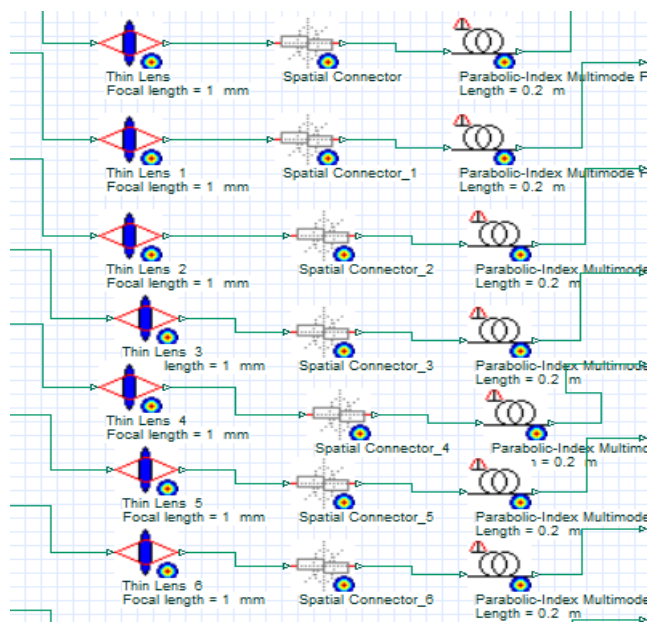 Thin Lens
Focal length = 1 mm
Spatial Connector
Parabolic-Index Multimode F
Length = 0.2 m
Thin Lens 1
Focal length = 1 mm
Spatial Connector_1
Parabolic-Index Multimode F
Length = 0.2 m
Thin Lens 2
Focal length = 1 mm
Spatial Connector_2
Parabolic-Index Multimode
Length = 0.2 m
Thin Lens 3
length = 1 mm
Spatial Connector_3
Parabolic-Index Multimode
Length = 0.2 m
Thin Lens 4
Focal length = 1 mm
Spatial Connector_4
Parabolic-Index Multimo
= 0.2 m
Thin Lens 5
Focal length = 1 mm
Spatial Connector_5
Parabolic-Index Multimode
Length = 0.2 m
Thin Lens 6
Focal length = 1 mm
Spatial Connector_6
Parabolic-Index Multimode
Length = 0.2 m